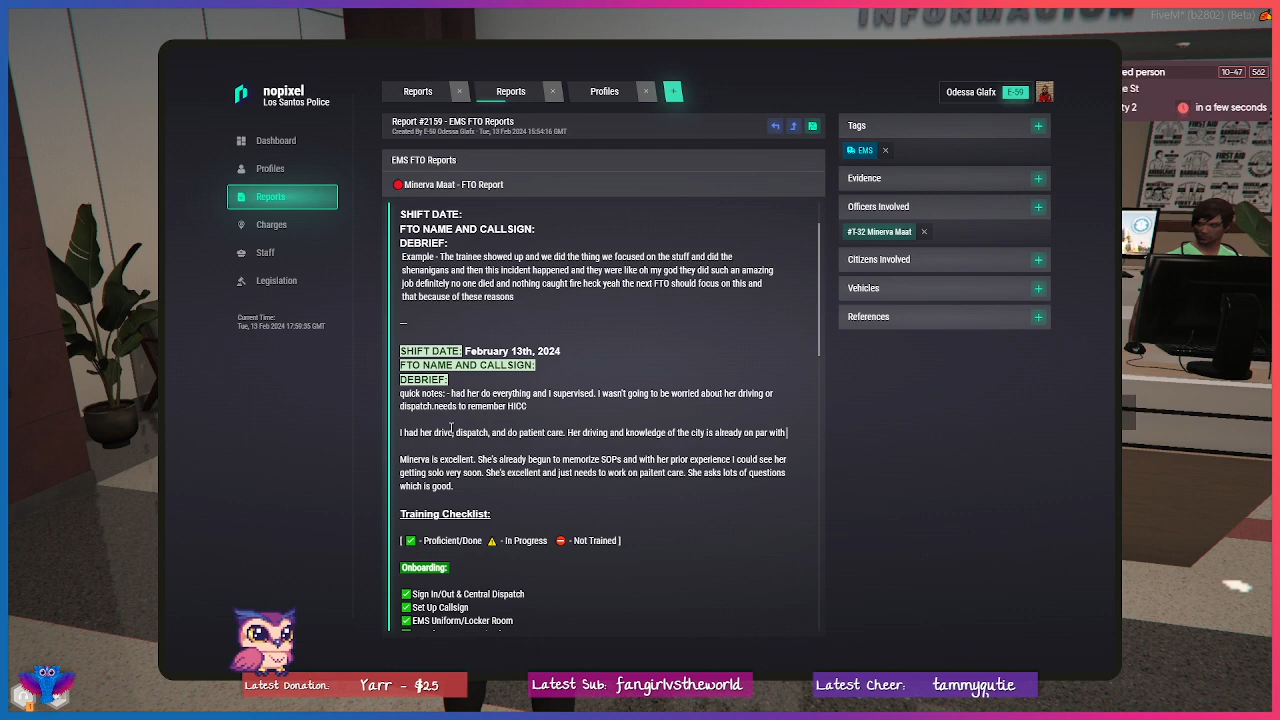 INFORMACION
FiveM* (b2802) (Beta)
ed person
10-47
562
e St
ty 2
in a few seconds
nopixel
Los Santos Police
Dashboard
Profiles
Reports
Charges
Staff
Legislation
Current Time:
Tue, 13 Feb 2024 17:59:35 GMT
Reports
Reports
Profiles
Odessa Glafx E-59
Report #2159 - EMS FTO Reports
Created By E-59 Odessa Glafx - Tue, 13 Feb 2024 15:54:16 GMT
EMS FTO Reports
Minerva Maat - FTO Report
SHIFT DATE:
FTO NAME AND CALLSIGN:
DEBRIEF:
Example - The trainee showed up and we did the thing we focused on the stuff and did the
shenanigans and then this incident happened and they were like oh my god they did such an amazing
job definitely no one died and nothing caught fire heck yeah the next FTO should focus on this and
that because of these reasons
—
SHIFT DATE: February 13th, 2024
FTO NAME AND CALLSIGN:
DEBRIEF:
quick notes: - had her do everything and I supervised. I wasn't going to be worried about her driving or
dispatch.needs to remember HICC
I had her drive, dispatch, and do patient care. Her driving and knowledge of the city is already on par with
Minerva is excellent. She's already begun to memorize SOPs and with her prior experience I could see her
getting solo very soon. She's excellent and just needs to work on paitent care. She asks lots of questions
which is good.
Training Checklist:
[ ✅ - Proficient/Done ⚠ - In Progress ⛔ - Not Trained ]
Onboarding:
✅ Sign In/Out & Central Dispatch
✅ Set Up Callsign
✅ EMS Uniform/Locker Room
Tags
EMS
Evidence
Officers Involved
#T-32 Minerva Maat
Citizens Involved
Vehicles
References
FIRST AID
Latest Donation: Yarr - $25
Latest Sub: fangirlvstheworld
Latest Cheer: tammyqutie